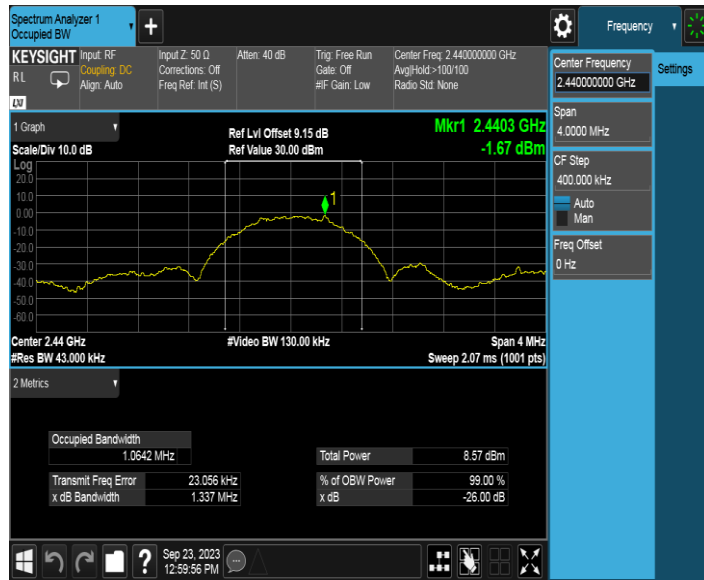 Spectrum Analyzer 1
Occupied BW
+
Frequency
KEYSIGHT
RL
LXI
Input: RF
Coupling: DC
Align: Auto
Input Z: 50 Ω
Corrections: Off
Freq Ref: Int (S)
Atten: 40 dB
Trig: Free Run
Gate: Off
#IF Gain: Low
Center Freq: 2.440000000 GHz
Avg|Hold:>100/100
Radio Std: None
Center Frequency
2.440000000 GHz
Settings
Span
4.0000 MHz
CF Step
400.000 kHz
Auto
Man
Freq Offset
0 Hz
1 Graph
Scale/Div 10.0 dB
Ref Lvl Offset 9.15 dB
Ref Value 30.00 dBm
Mkr1 2.4403 GHz
-1.67 dBm
Log
20.0
10.0
0.00
-10.0
-20.0
-30.0
-40.0
-50.0
-60.0
1
Center 2.44 GHz
#Res BW 43.000 kHz
#Video BW 130.00 kHz
Span 4 MHz
Sweep 2.07 ms (1001 pts)
2 Metrics
Occupied Bandwidth
1.0642 MHz
Total Power 8.57 dBm
Transmit Freq Error 23.056 kHz
% of OBW Power 99.00 %
x dB Bandwidth 1.337 MHz
x dB -26.00 dB
?
Sep 23, 2023
12:59:56 PM